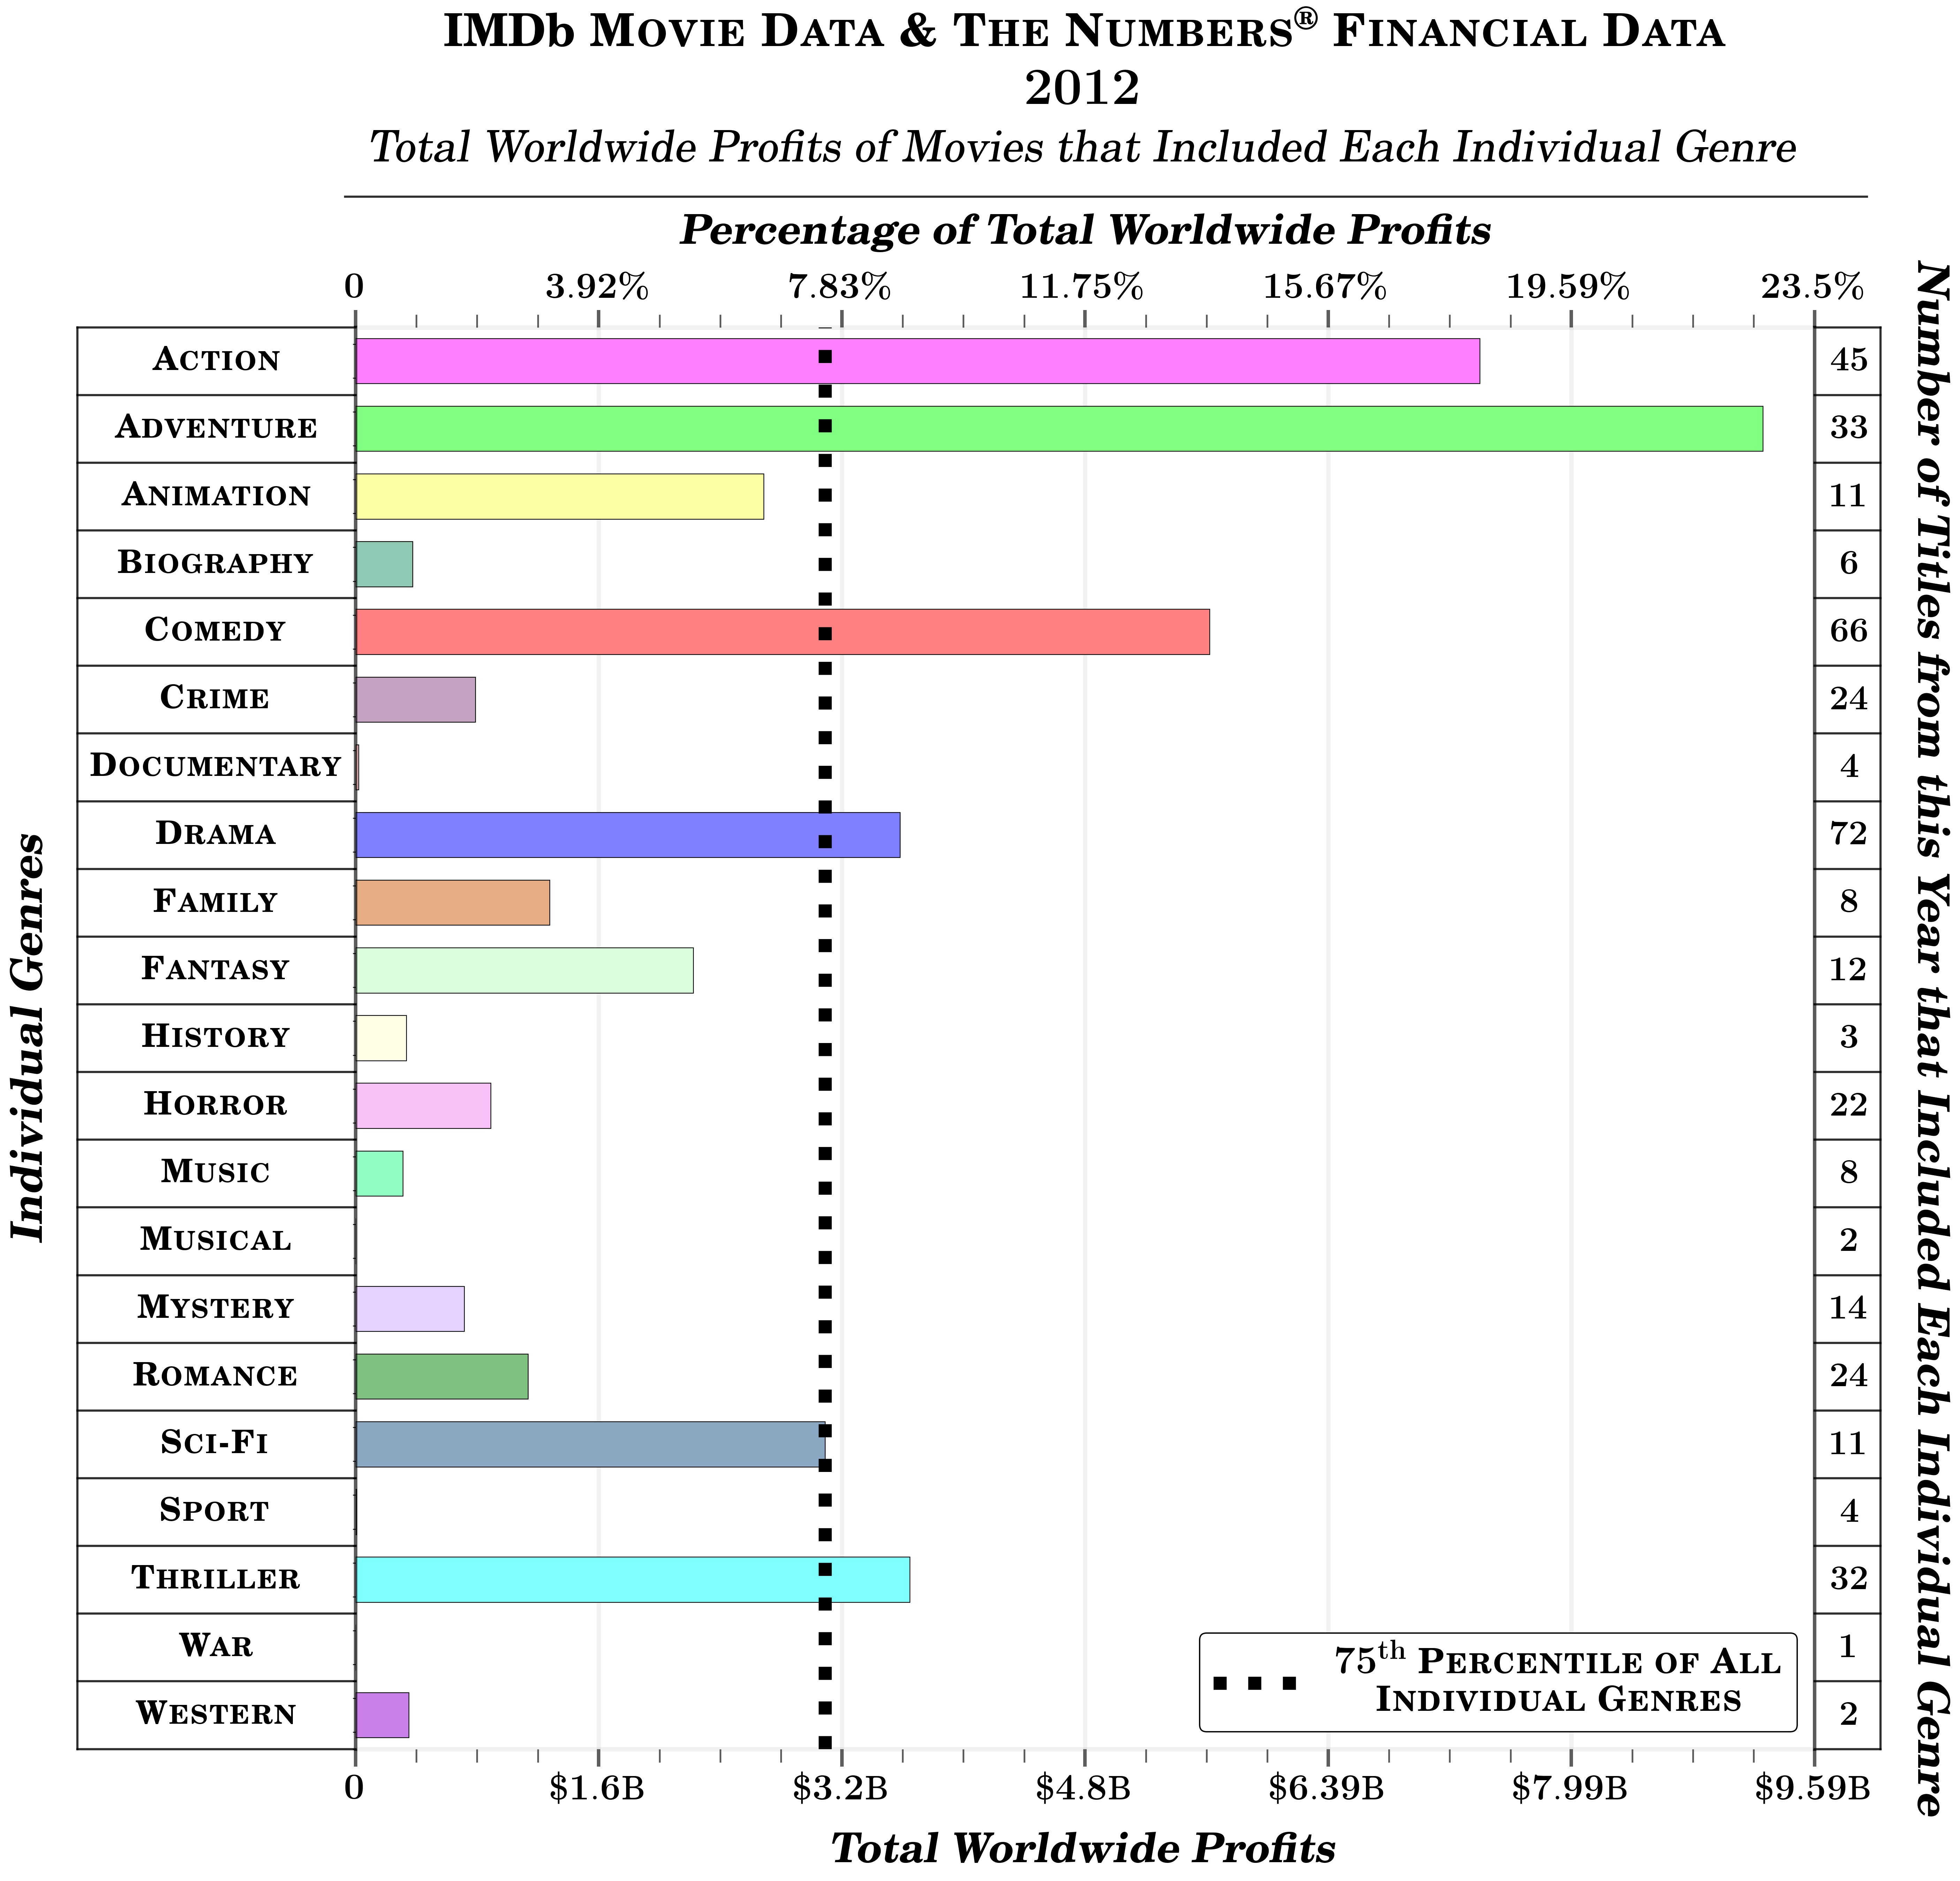 IMDb MOVIE DATA & THE NUMBERS® FINANCIAL DATA
2012
Total Worldwide Profits of Movies that Included Each Individual Genre
Percentage of Total Worldwide Profits
0 3.92% 7.83% 11.75% 15.67% 19.59% 23.5%
Individual Genres
ACTION 45
ADVENTURE 33
ANIMATION 11
BIOGRAPHY 6
COMEDY 66
CRIME 24
DOCUMENTARY 4
DRAMA 72
FAMILY 8
FANTASY 12
HISTORY 3
HORROR 22
MUSIC 8
MUSICAL 2
MYSTERY 14
ROMANCE 24
SCI-FI 11
SPORT 4
THRILLER 32
WAR 1
WESTERN 2
Number of Titles from this Year that Included Each Individual Genre
75th PERCENTILE OF ALL
INDIVIDUAL GENRES
0 $1.6B $3.2B $4.8B $6.39B $7.99B $9.59B
Total Worldwide Profits